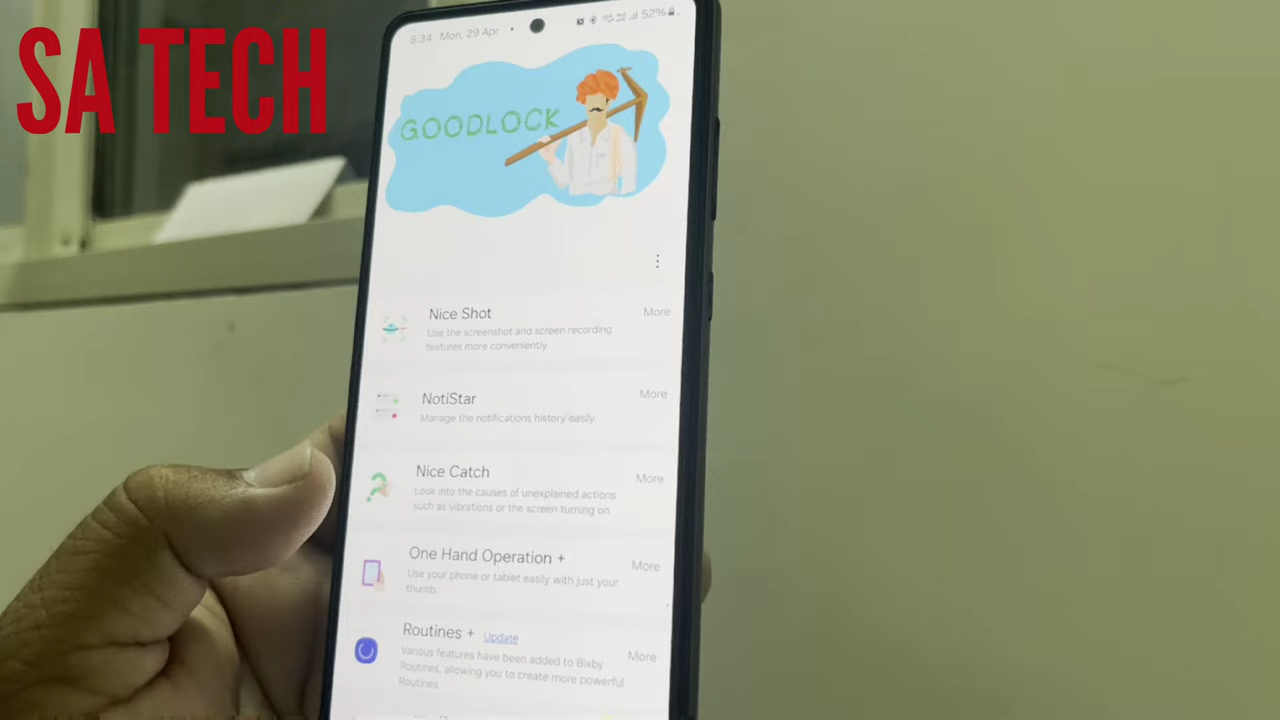 SA TECH
8:34 Mon, 29 Apr • 52%
GOODLOCK
Nice Shot
More
Use the screenshot and screen recording
features more conveniently.
NotiStar
More
Manage the notifications history easily.
Nice Catch
More
Look into the causes of unexplained actions
such as vibrations or the screen turning on.
One Hand Operation +
More
Use your phone or tablet easily with just your
thumb.
Routines + Update
More
Various features have been added to Bixby
Routines, allowing you to create more powerful
Routines.